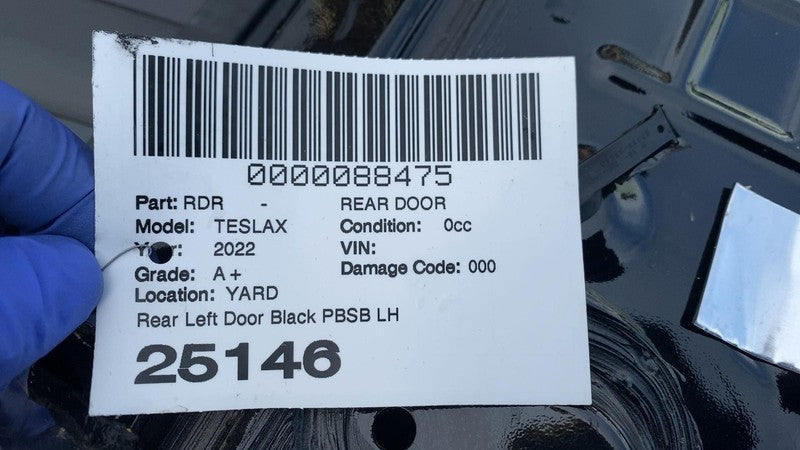 0000088475
Part: RDR - REAR DOOR
Model: TESLAX Condition: 0cc
Year: 2022 VIN:
Grade: A+ Damage Code: 000
Location: YARD
Rear Left Door Black PBSB LH
25146